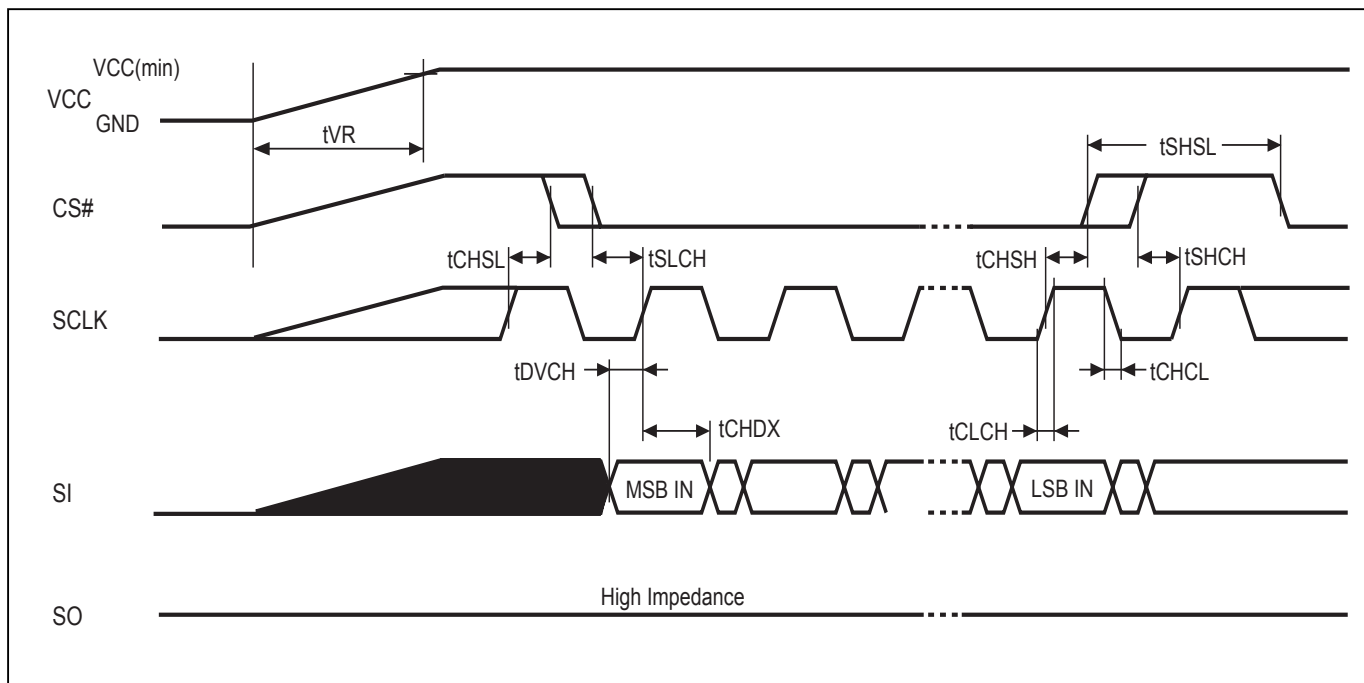 VCC(min)
VCC
GND
tVR
tSHSL
CS#
tCHSL
tSLCH
tCHSH
tSHCH
SCLK
tDVCH
tCHCL
tCHDX
tCLCH
SI
MSB IN
LSB IN
High Impedance
SO